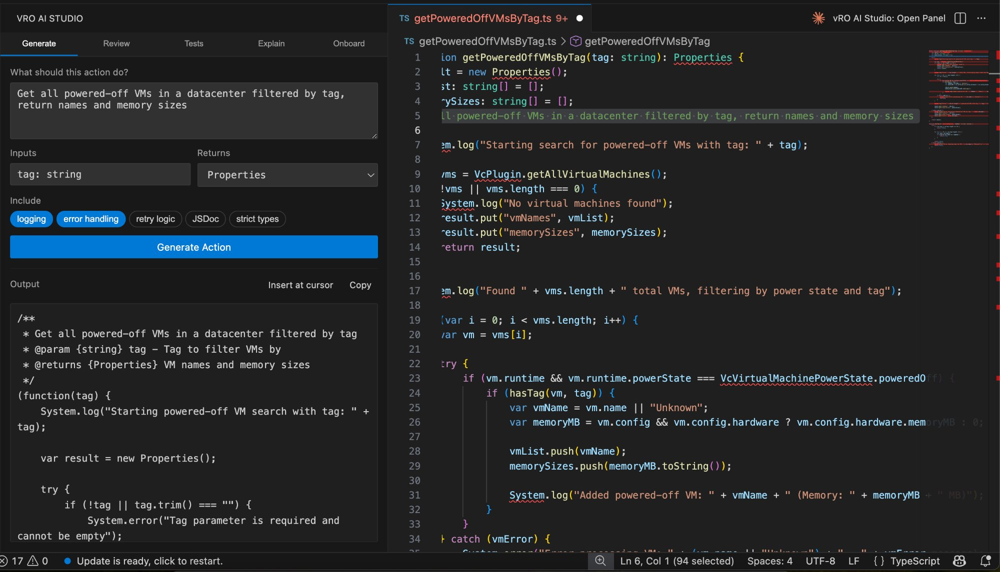 VRO AI STUDIO
Generate Review Tests Explain Onboard
What should this action do?
Get all powered-off VMs in a datacenter filtered by tag,
return names and memory sizes
Inputs Returns
tag: string Properties
Include
logging error handling retry logic JSDoc strict types
Generate Action
Output Insert at cursor Copy
/**
* Get all powered-off VMs in a datacenter filtered by tag
* @param {string} tag - Tag to filter VMs by
* @returns {Properties} VM names and memory sizes
*/
(function(tag) {
System.log("Starting powered-off VM search with tag: " +
tag);
var result = new Properties();
try {
if (!tag || tag.trim() === "") {
System.error("Tag parameter is required and
cannot be empty");
TS getPoweredOffVMsByTag.ts 9+
vRO AI Studio: Open Panel
TS getPoweredOffVMsByTag.ts > getPoweredOffVMsByTag
1 ion getPoweredOffVMsByTag(tag: string): Properties {
2 lt = new Properties();
3 st: string[] = [];
4 rySizes: string[] = [];
5 ll powered-off VMs in a datacenter filtered by tag, return names and memory sizes
6
7 em.log("Starting search for powered-off VMs with tag: " + tag);
8
9 vms = VcPlugin.getAllVirtualMachines();
10 !vms || vms.length === 0) {
11 System.log("No virtual machines found");
12 result.put("vmNames", vmList);
13 result.put("memorySizes", memorySizes);
14 return result;
15
16
17 em.log("Found " + vms.length + " total VMs, filtering by power state and tag");
18
19 (var i = 0; i < vms.length; i++) {
20 var vm = vms[i];
21
22 try {
23 if (vm.runtime && vm.runtime.powerState === VcVirtualMachinePowerState.poweredOff) {
24 if (hasTag(vm, tag)) {
25 var vmName = vm.name || "Unknown";
26 var memoryMB = vm.config && vm.config.hardware ? vm.config.hardware.memoryMB : 0;
27
28 vmList.push(vmName);
29 memorySizes.push(memoryMB.toString());
30
31 System.log("Added powered-off VM: " + vmName + " (Memory: " + memoryMB + " MB)");
32 }
33 }
34 } catch (vmError) {
17 0 Update is ready, click to restart.
Ln 6, Col 1 (94 selected) Spaces: 4 UTF-8 LF {} TypeScript